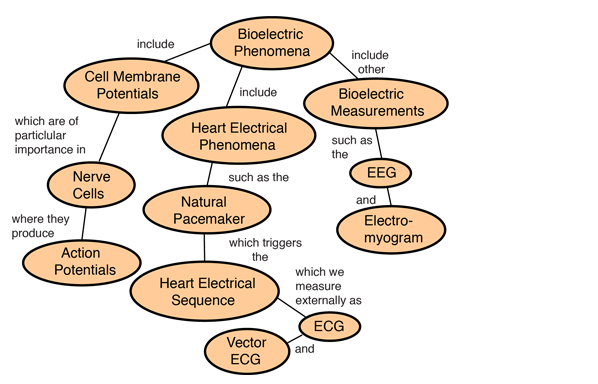 Bioelectric
Phenomena
include
include
other
Cell Membrane
Potentials
include
Bioelectric
Measurements
which are of
particlular
importance in
Heart Electrical
Phenomena
such as
the
Nerve
Cells
such as the
EEG
where they
produce
Natural
Pacemaker
and
Electro-
myogram
Action
Potentials
which triggers
the
Heart Electrical
Sequence
which we
measure
externally as
ECG
Vector
ECG
and